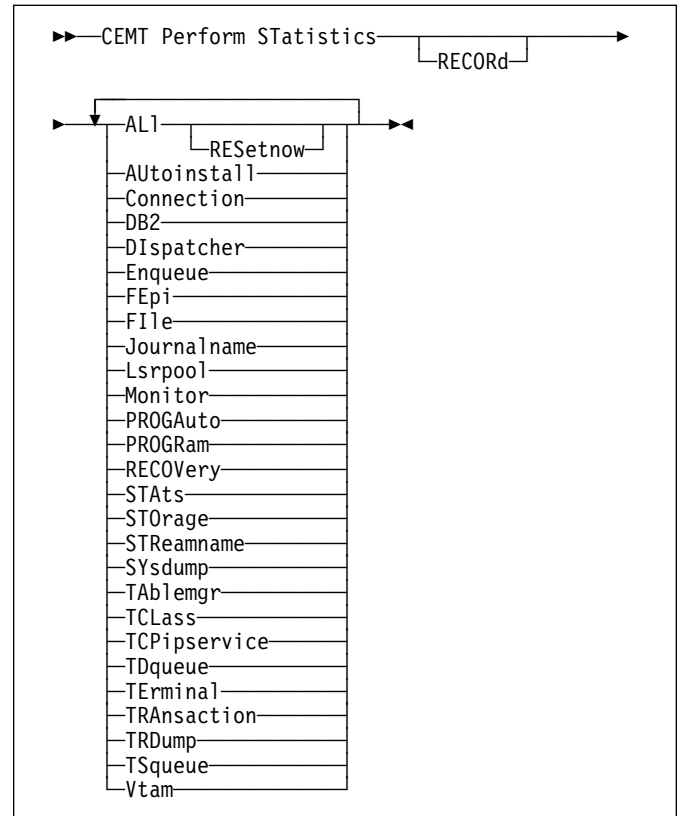 CEMT Perform STatistics
RECORd
ALl
RESetnow
AUtoinstall
Connection
DB2
DIspatcher
Enqueue
FEpi
FIle
Journalname
Lsrpool
Monitor
PROGAuto
PROGRam
RECOVery
STAts
STOrage
STReamname
SYsdump
TAblemgr
TCLass
TCPipservice
TDqueue
TErminal
TRAnsaction
TRDump
TSqueue
Vtam